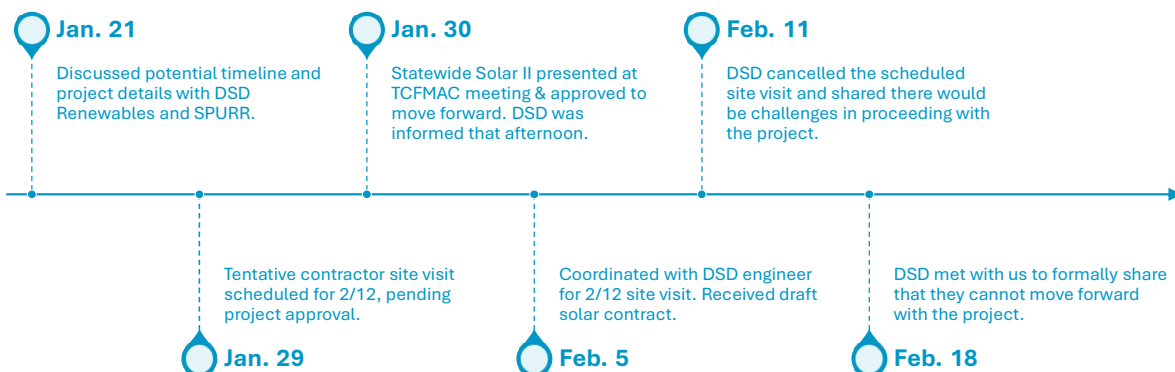 Jan. 21
Discussed potential timeline and
project details with DSD
Renewables and SPURR.
Jan. 30
Statewide Solar II presented at
TCFMAC meeting & approved to
move forward. DSD was
informed that afternoon.
Feb. 11
DSD cancelled the scheduled
site visit and shared there would
be challenges in proceeding with
the project.
Tentative contractor site visit
scheduled for 2/12, pending
project approval.
Jan. 29
Coordinated with DSD engineer
for 2/12 site visit. Received draft
solar contract.
Feb. 5
DSD met with us to formally share
that they cannot move forward
with the project.
Feb. 18